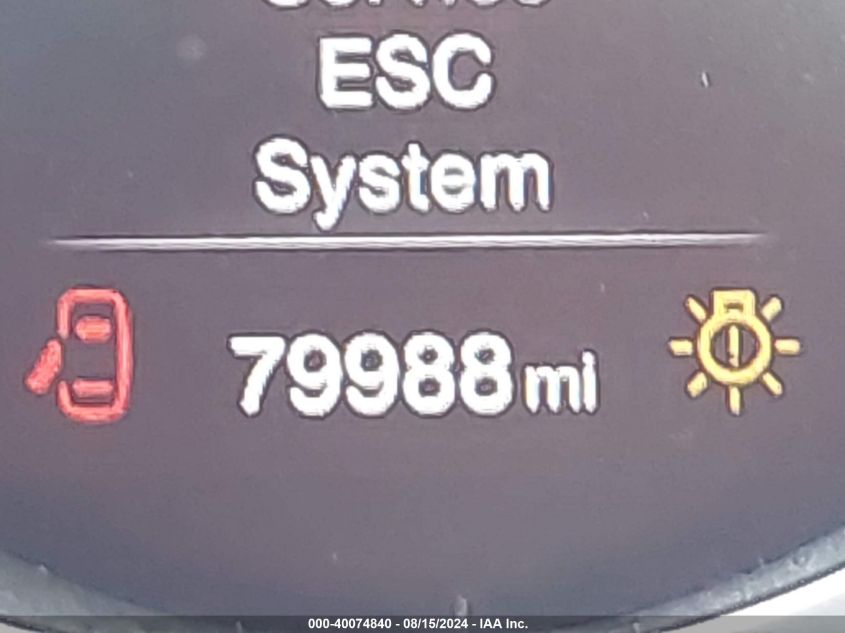 ESC
System
79988 mi
000-40074840 - 08/15/2024 - IAA Inc.